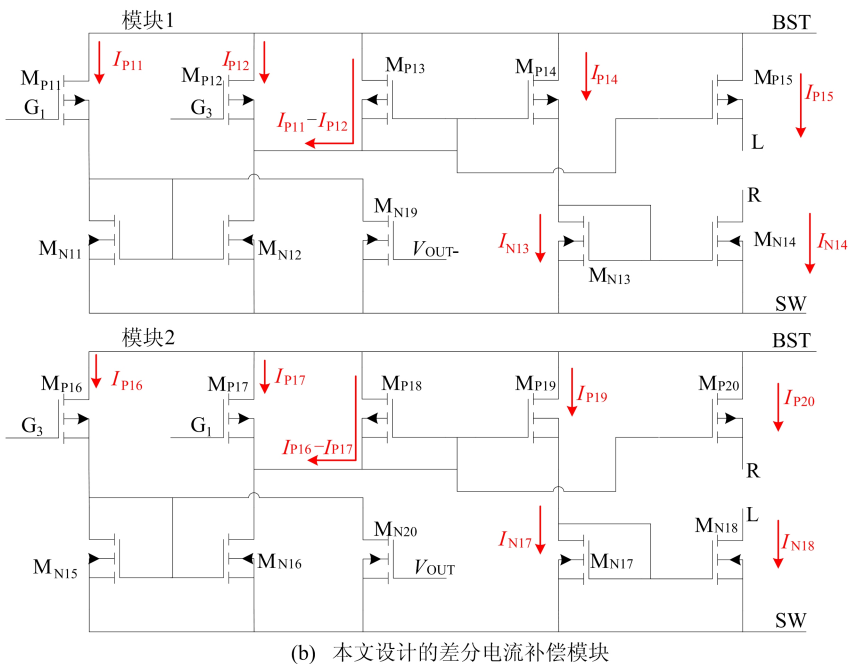 模块1
BST
I_P11
I_P12
M_P11
M_P12
M_P13
M_P14
I_P14
M_P15
I_P15
G_1
G_3
I_P11−I_P12
L
R
M_N11
M_N12
M_N19
V_OUT-
I_N13
M_N13
M_N14
I_N14
SW
模块2
BST
M_P16
I_P16
M_P17
I_P17
M_P18
M_P19
I_P19
M_P20
I_P20
G_3
G_1
I_P16−I_P17
R
L
M_N15
M_N16
M_N20
V_OUT
I_N17
M_N17
M_N18
I_N18
SW
(b) 本文设计的差分电流补偿模块